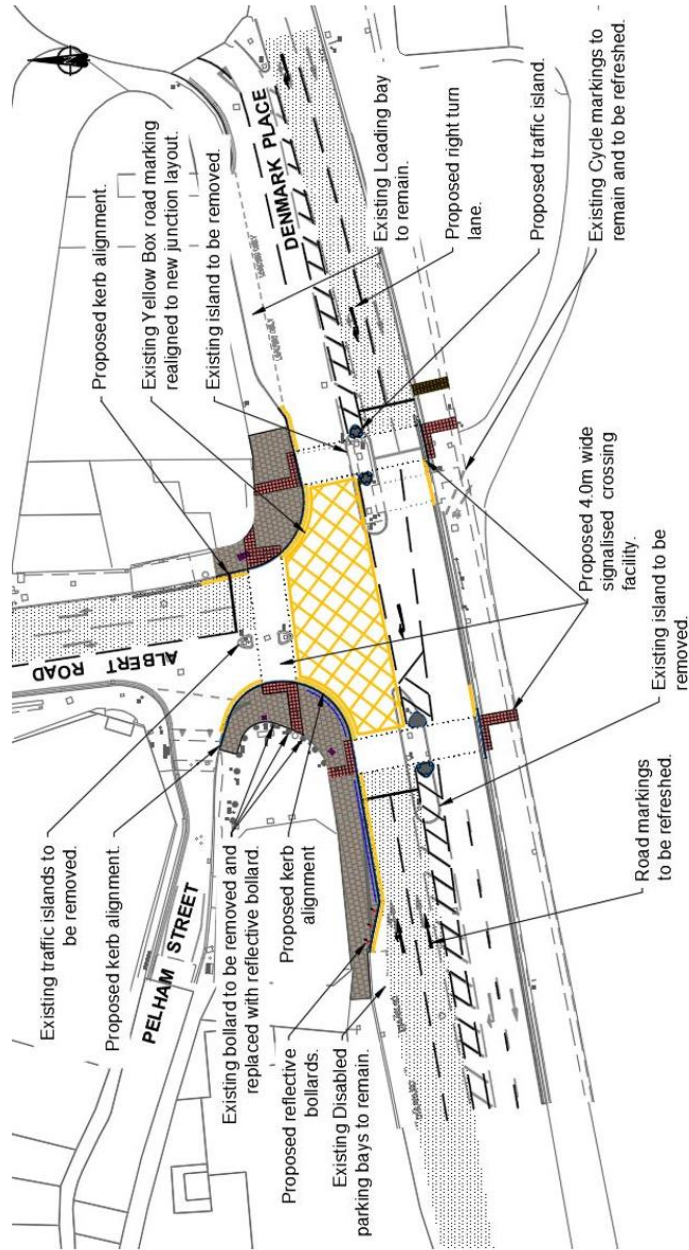 Existing traffic islands to
be removed.
Proposed kerb alignment.
PELHAM STREET
Existing bollard to be removed and
replaced with reflective bollard.
Proposed kerb
alignment
Proposed reflective
bollards.
Existing Disabled
parking bays to remain.
ALBERT ROAD
Proposed kerb alignment.
Existing Yellow Box road marking
realigned to new junction layout.
Existing island to be removed.
DENMARK PLACE
Existing Loading bay
to remain.
Proposed right turn
lane.
Proposed traffic island.
Existing Cycle markings to
remain and to be refreshed.
Proposed 4.0m wide
signalised crossing
facility.
Existing island to be
removed.
Road markings
to be refreshed.